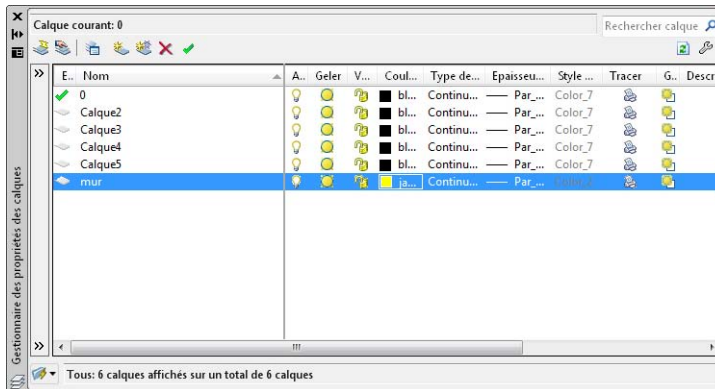 Calque courant: 0
Rechercher calque
E.. Nom A.. Geler V... Coul... Type de... Epaisseu... Style ... Tracer G.. Descr
0 bl... Continu... Par_... Color_7
Calque2 bl... Continu... Par_... Color_7
Calque3 bl... Continu... Par_... Color_7
Calque4 bl... Continu... Par_... Color_7
Calque5 bl... Continu... Par_... Color_7
mur ja... Continu... Par_... Color_2
Gestionnaire des propriétés des calques
Tous: 6 calques affichés sur un total de 6 calques